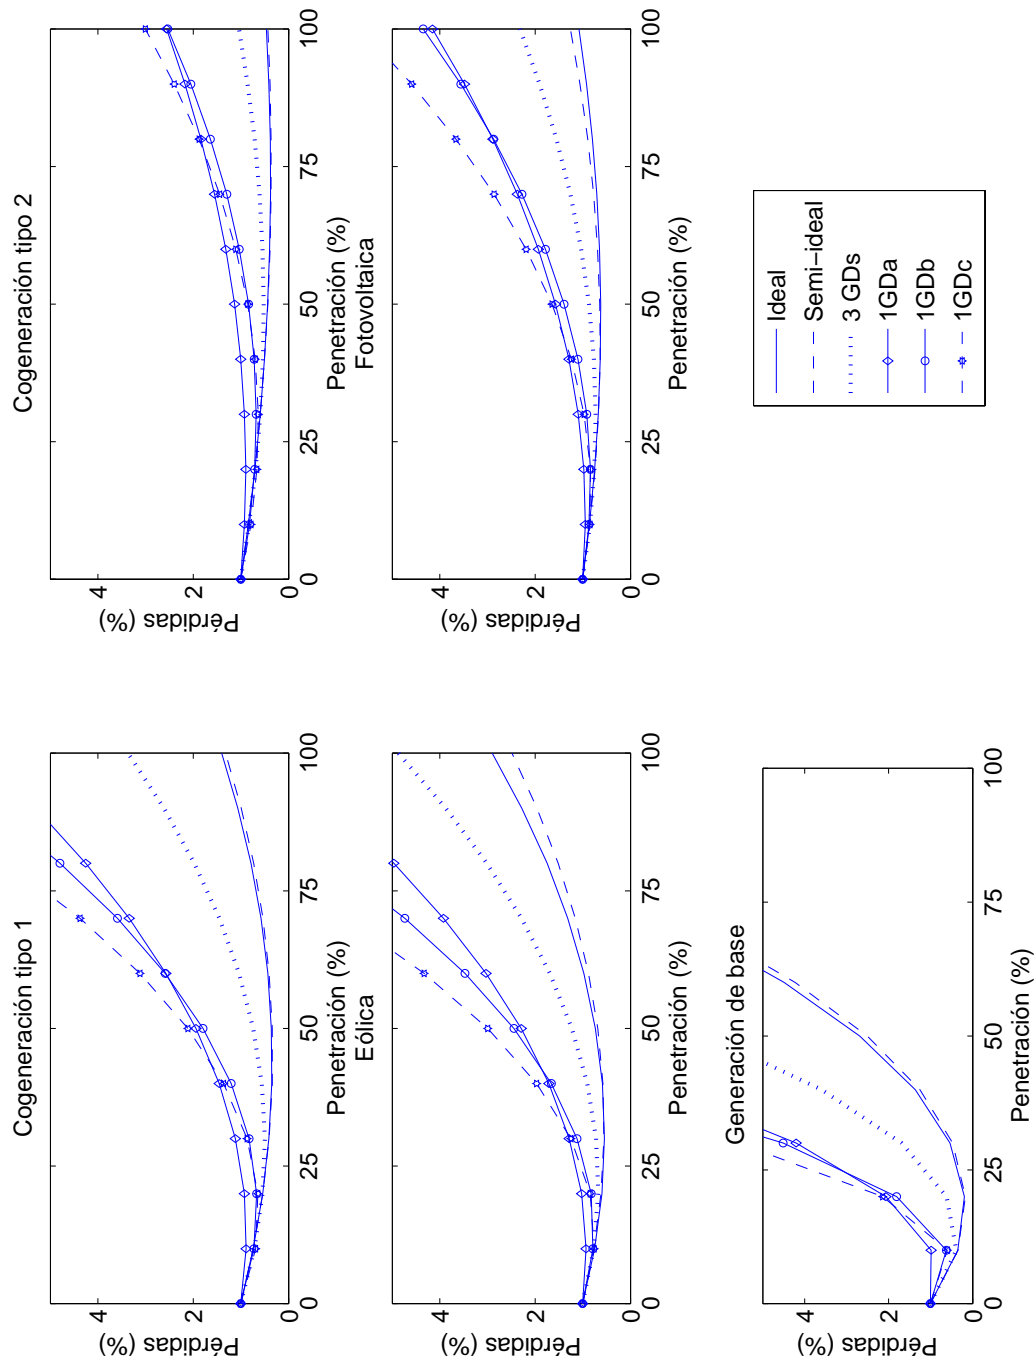 Cogeneración tipo 1
Pérdidas (%)
4
2
0
0
25
50
75
100
Penetración (%)
Cogeneración tipo 2
Pérdidas (%)
4
2
0
0
25
50
75
100
Penetración (%)
Eólica
Pérdidas (%)
4
2
0
0
25
50
75
100
Penetración (%)
Fotovoltaica
Pérdidas (%)
4
2
0
0
25
50
75
100
Penetración (%)
Generación de base
Pérdidas (%)
4
2
0
0
25
50
75
100
Penetración (%)
Ideal
Semi−ideal
3 GDs
1GDa
1GDb
1GDc